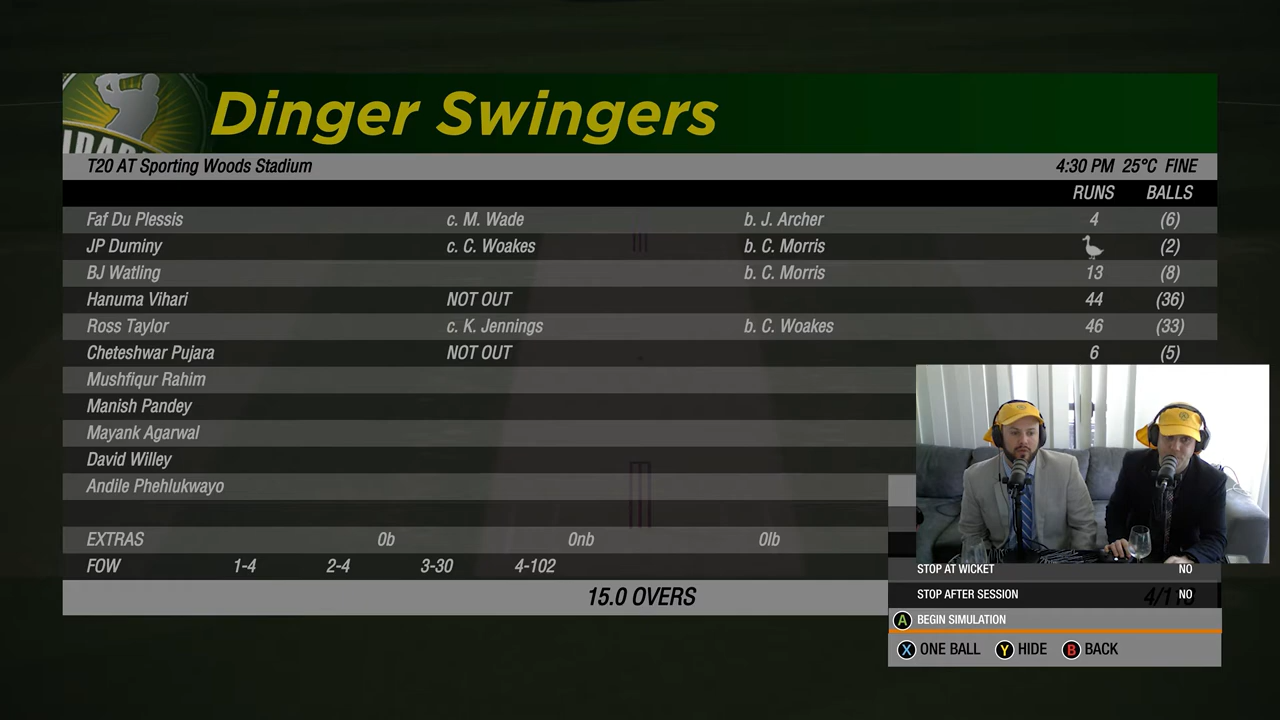 Dinger Swingers
T20 AT Sporting Woods Stadium 4:30 PM 25°C FINE
RUNS BALLS
Faf Du Plessis c. M. Wade b. J. Archer 4 (6)
JP Duminy c. C. Woakes b. C. Morris (2)
BJ Watling b. C. Morris 13 (8)
Hanuma Vihari NOT OUT 44 (36)
Ross Taylor c. K. Jennings b. C. Woakes 46 (33)
Cheteshwar Pujara NOT OUT 6 (5)
Mushfiqur Rahim
Manish Pandey
Mayank Agarwal
David Willey
Andile Phehlukwayo
EXTRAS 0b 0nb 0lb
FOW 1-4 2-4 3-30 4-102
15.0 OVERS
STOP AT WICKET NO
STOP AFTER SESSION NO
A BEGIN SIMULATION
X ONE BALL Y HIDE B BACK